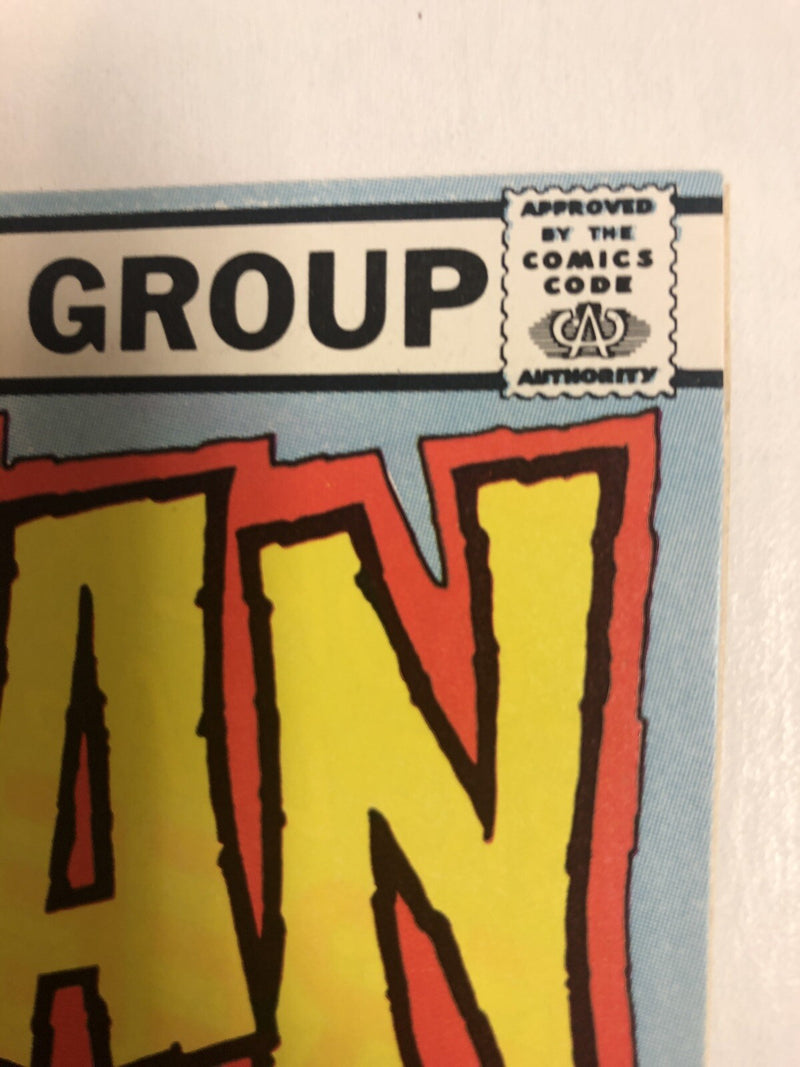 GROUP
APPROVED
BY THE
COMICS
CODE
CA
AUTHORITY
AN